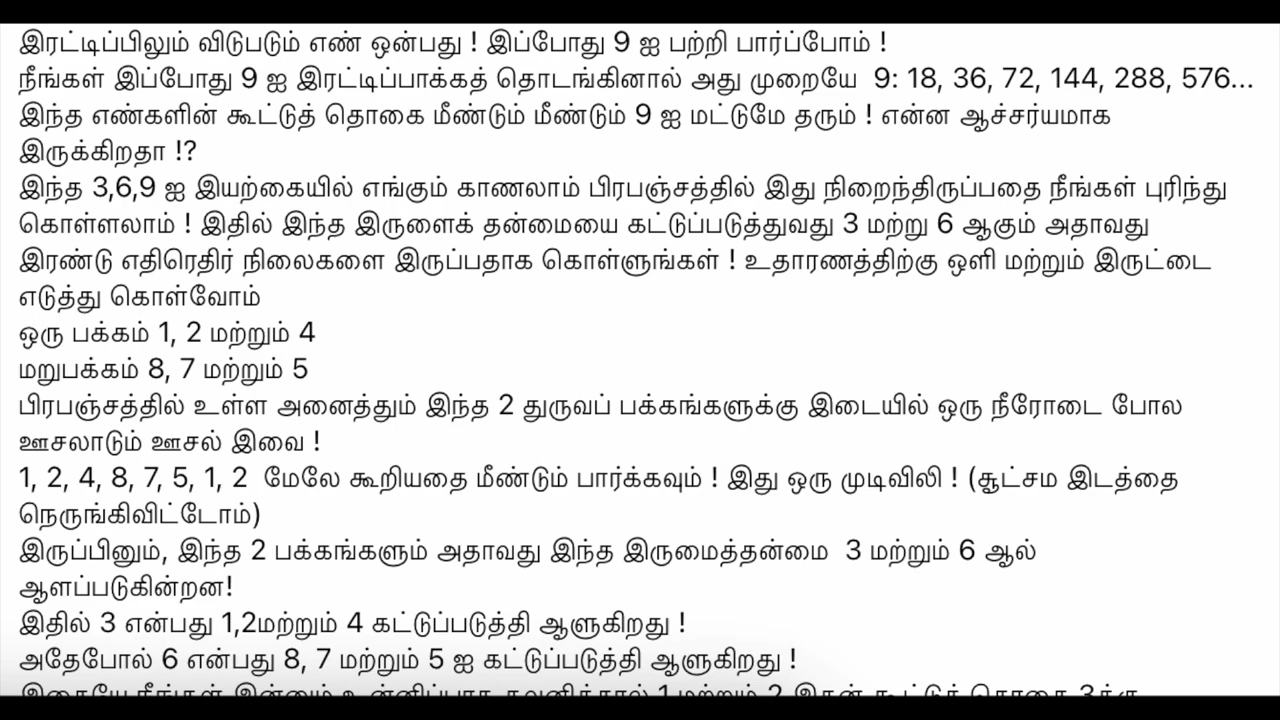 இரட்டிப்பிலும் விடுபடும் எண் ஒன்பது ! இப்போது 9 ஐ பற்றி பார்ப்போம் !
நீங்கள் இப்போது 9 ஐ இரட்டிப்பாக்கத் தொடங்கினால் அது முறையே 9: 18, 36, 72, 144, 288, 576...
இந்த எண்களின் கூட்டுத் தொகை மீண்டும் மீண்டும் 9 ஐ மட்டுமே தரும் ! என்ன ஆச்சர்யமாக
இருக்கிறதா !?
இந்த 3,6,9 ஐ இயற்கையில் எங்கும் காணலாம் பிரபஞ்சத்தில் இது நிறைந்திருப்பதை நீங்கள் புரிந்து
கொள்ளலாம் ! இதில் இந்த இருளைக் தன்மையை கட்டுப்படுத்துவது 3 மற்று 6 ஆகும் அதாவது
இரண்டு எதிரெதிர் நிலைகளை இருப்பதாக கொள்ளுங்கள் ! உதாரணத்திற்கு ஒளி மற்றும் இருட்டை
எடுத்து கொள்வோம்
ஒரு பக்கம் 1, 2 மற்றும் 4
மறுபக்கம் 8, 7 மற்றும் 5
பிரபஞ்சத்தில் உள்ள அனைத்தும் இந்த 2 துருவப் பக்கங்களுக்கு இடையில் ஒரு நீரோடை போல
ஊசலாடும் ஊசல் இவை !
1, 2, 4, 8, 7, 5, 1, 2 மேலே கூறியதை மீண்டும் பார்க்கவும் ! இது ஒரு முடிவிலி ! (சூட்சம இடத்தை
நெருங்கிவிட்டோம்)
இருப்பினும், இந்த 2 பக்கங்களும் அதாவது இந்த இருமைத்தன்மை 3 மற்றும் 6 ஆல்
ஆளப்படுகின்றன!
இதில் 3 என்பது 1,2மற்றும் 4 கட்டுப்படுத்தி ஆளுகிறது !
அதேபோல் 6 என்பது 8, 7 மற்றும் 5 ஐ கட்டுப்படுத்தி ஆளுகிறது !